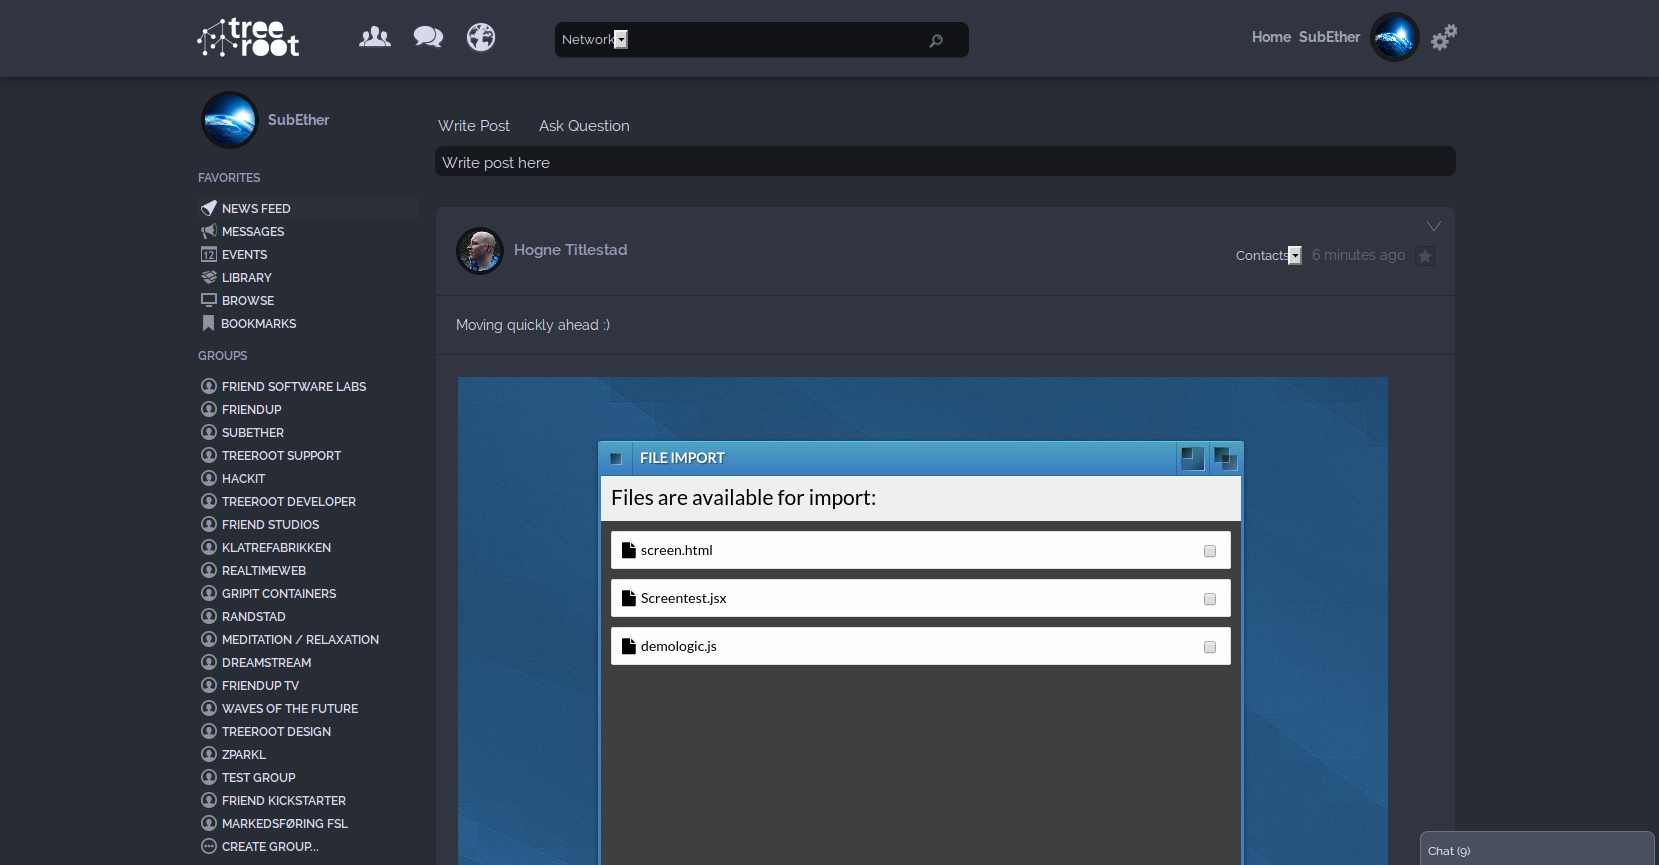 tree
root
Network
Home SubEther
SubEther
FAVORITES
NEWS FEED
MESSAGES
12 EVENTS
LIBRARY
BROWSE
BOOKMARKS
GROUPS
FRIEND SOFTWARE LABS
FRIENDUP
SUBETHER
TREEROOT SUPPORT
HACKIT
TREEROOT DEVELOPER
FRIEND STUDIOS
KLATREFABRIKKEN
REALTIMEWEB
GRIPIT CONTAINERS
RANDSTAD
MEDITATION / RELAXATION
DREAMSTREAM
FRIENDUP TV
WAVES OF THE FUTURE
TREEROOT DESIGN
ZPARKL
TEST GROUP
FRIEND KICKSTARTER
MARKEDSFØRING FSL
CREATE GROUP...
Write Post Ask Question
Write post here
Hogne Titlestad
Contacts 6 minutes ago
Moving quickly ahead :)
FILE IMPORT
Files are available for import:
screen.html
Screentest.jsx
demologic.js
Chat (9)